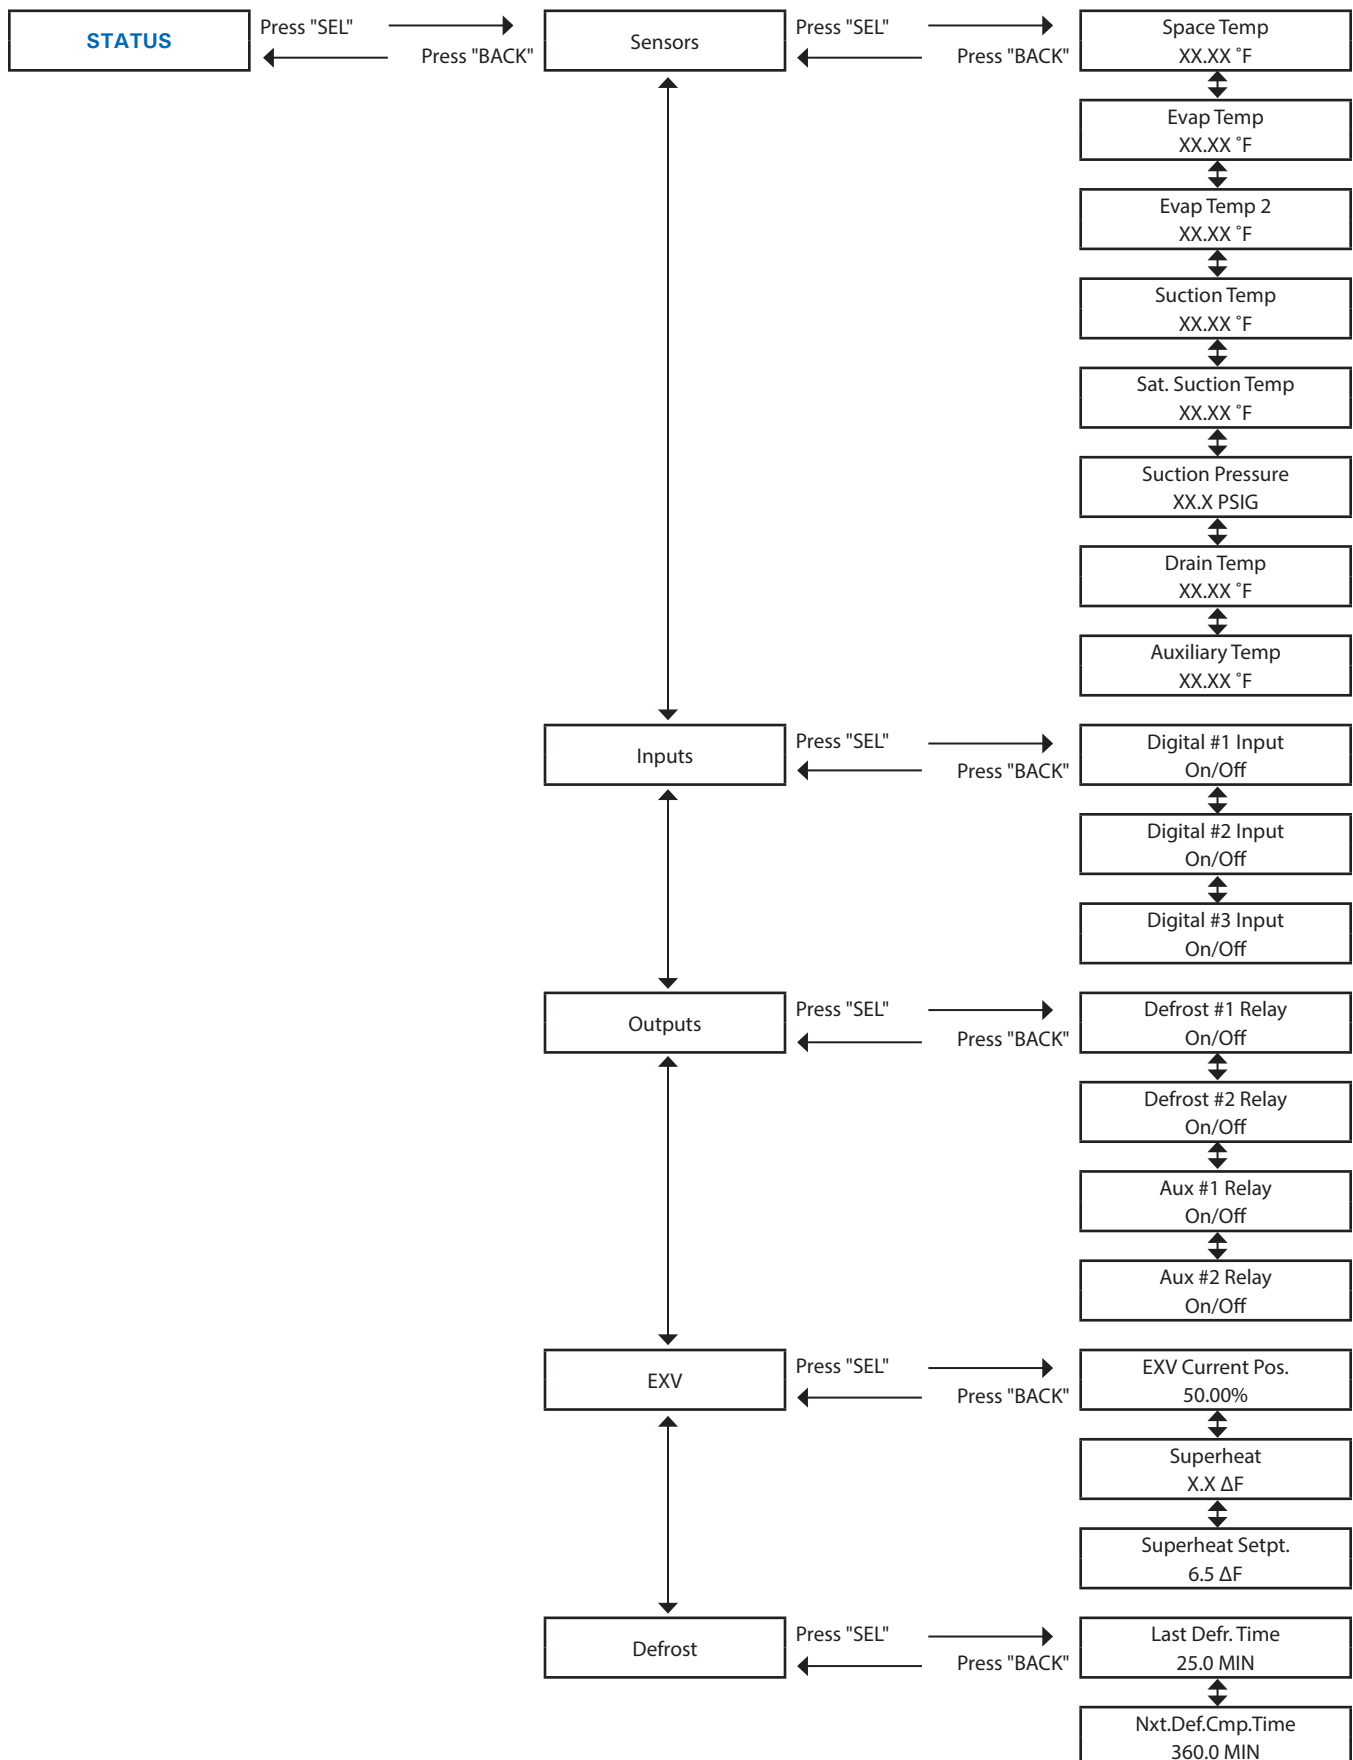 STATUS
Press "SEL"
Press "BACK"
Sensors
Press "SEL"
Press "BACK"
Space Temp
XX.XX °F
Evap Temp
XX.XX °F
Evap Temp 2
XX.XX °F
Suction Temp
XX.XX °F
Sat. Suction Temp
XX.XX °F
Suction Pressure
XX.X PSIG
Drain Temp
XX.XX °F
Auxiliary Temp
XX.XX °F
Inputs
Press "SEL"
Press "BACK"
Digital #1 Input
On/Off
Digital #2 Input
On/Off
Digital #3 Input
On/Off
Outputs
Press "SEL"
Press "BACK"
Defrost #1 Relay
On/Off
Defrost #2 Relay
On/Off
Aux #1 Relay
On/Off
Aux #2 Relay
On/Off
EXV
Press "SEL"
Press "BACK"
EXV Current Pos.
50.00%
Superheat
X.X ΔF
Superheat Setpt.
6.5 ΔF
Defrost
Press "SEL"
Press "BACK"
Last Defr. Time
25.0 MIN
Nxt.Def.Cmp.Time
360.0 MIN